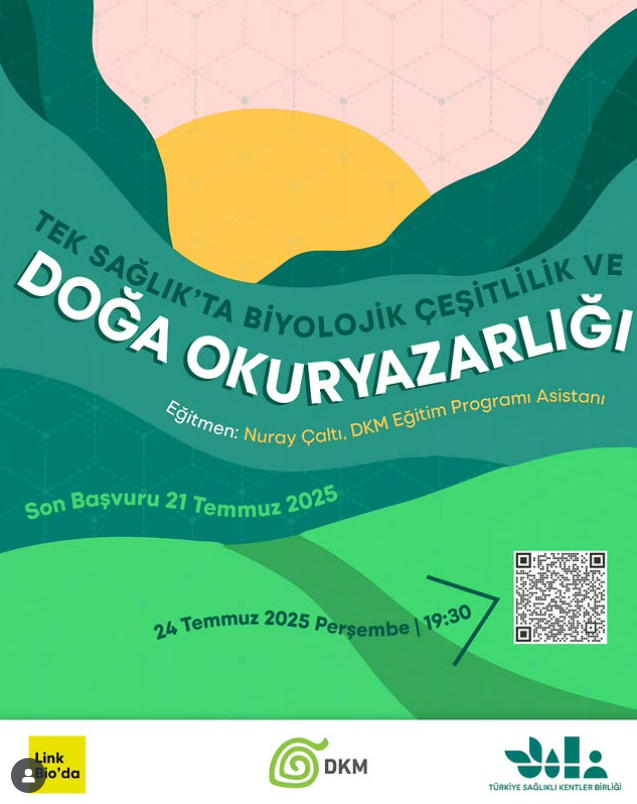 TEK SAĞLIK'TA BİYOLOJİK ÇEŞİTLİLİK VE
DOĞA OKURYAZARLIĞI
Eğitmen: Nuray Çaltı, DKM Eğitim Programı Asistanı
Son Başvuru 21 Temmuz 2025
24 Temmuz 2025 Perşembe | 19:30
Link
Bio'da
DKM
TÜRKİYE SAĞLIKLI KENTLER BİRLİĞİ